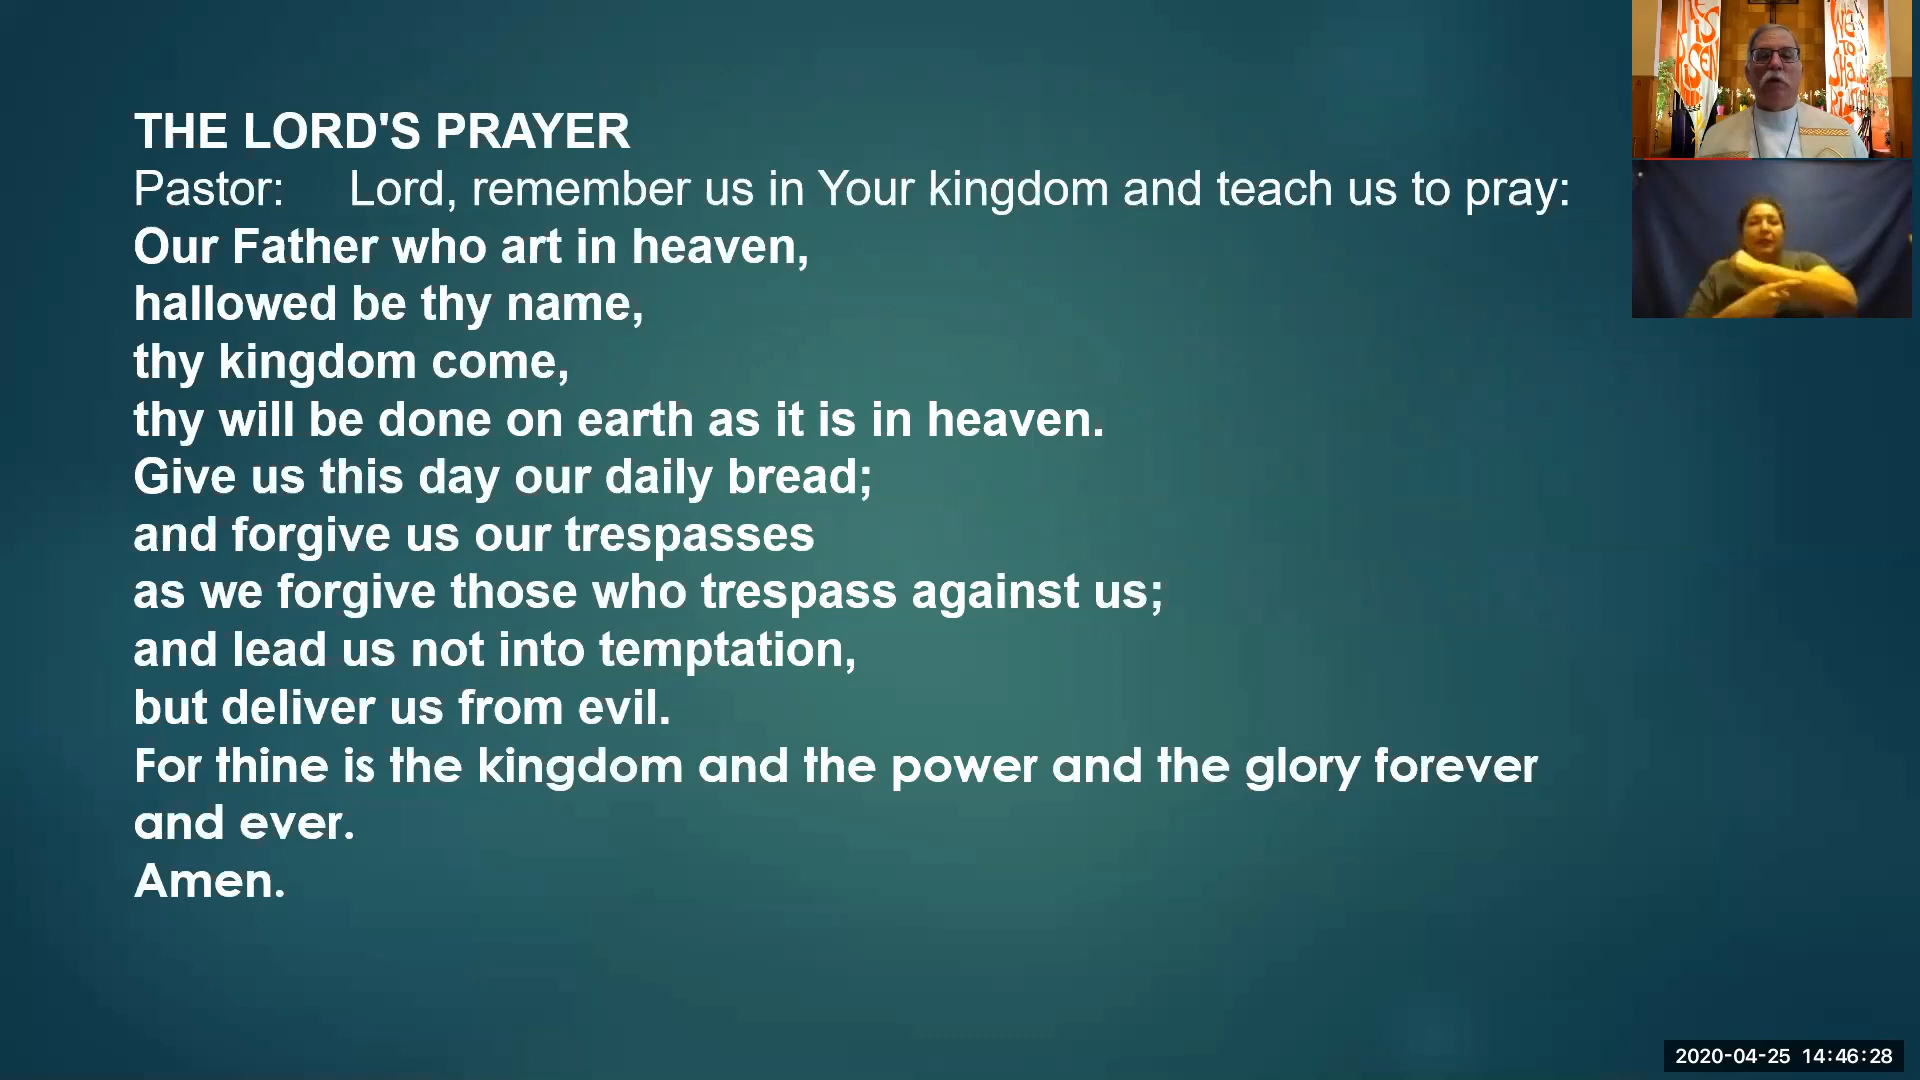 THE LORD'S PRAYER
Pastor: Lord, remember us in Your kingdom and teach us to pray:
Our Father who art in heaven,
hallowed be thy name,
thy kingdom come,
thy will be done on earth as it is in heaven.
Give us this day our daily bread;
and forgive us our trespasses
as we forgive those who trespass against us;
and lead us not into temptation,
but deliver us from evil.
For thine is the kingdom and the power and the glory forever
and ever.
Amen.
2020-04-25 14:46:28